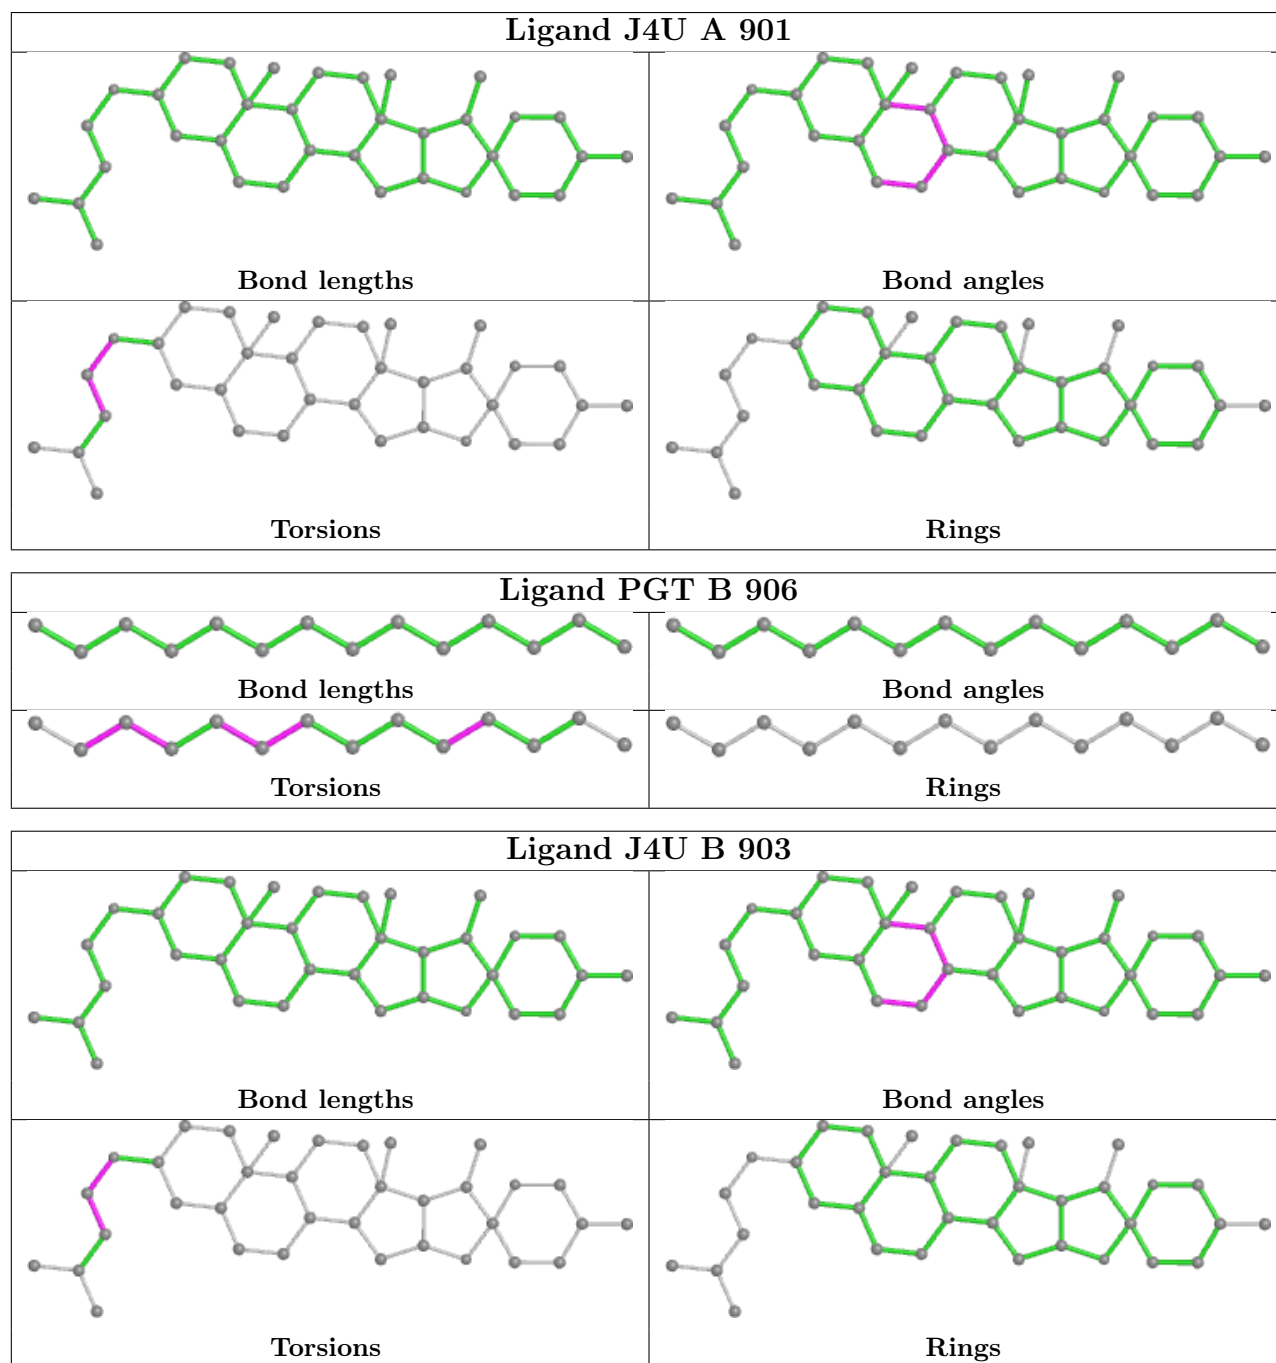 Ligand J4U A 901
Bond lengths
Bond angles
Torsions
Rings
Ligand PGT B 906
Bond lengths
Bond angles
Torsions
Rings
Ligand J4U B 903
Bond lengths
Bond angles
Torsions
Rings